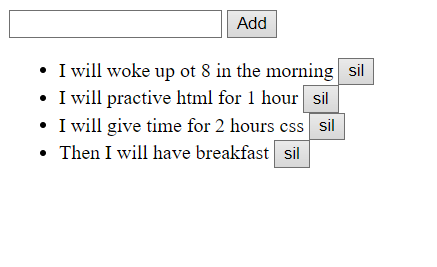 Add
I will woke up ot 8 in the morning sil
I will practive html for 1 hour sil
I will give time for 2 hours css sil
Then I will have breakfast sil